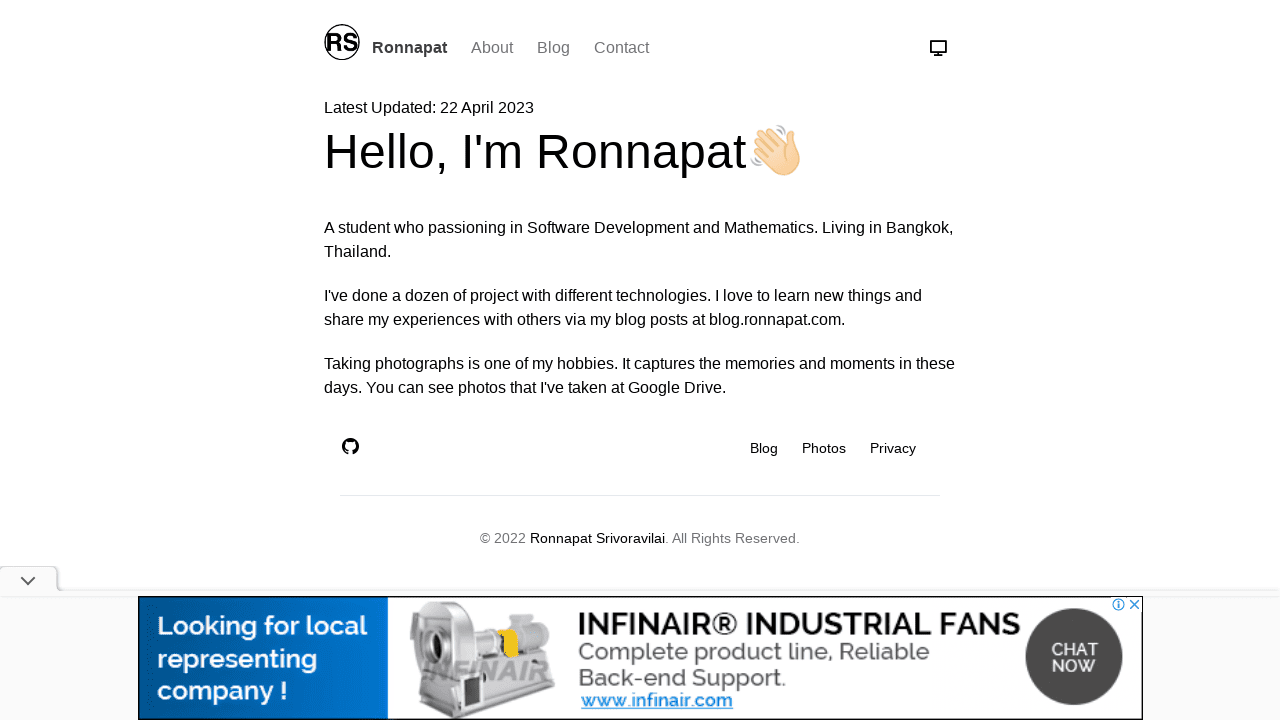 RS Ronnapat About Blog Contact
Latest Updated: 22 April 2023
Hello, I'm Ronnapat👋🏻
A student who passioning in Software Development and Mathematics. Living in Bangkok,
Thailand.
I've done a dozen of project with different technologies. I love to learn new things and
share my experiences with others via my blog posts at blog.ronnapat.com.
Taking photographs is one of my hobbies. It captures the memories and moments in these
days. You can see photos that I've taken at Google Drive.
Blog Photos Privacy
© 2022 Ronnapat Srivoravilai. All Rights Reserved.
Looking for local
representing
company !
INFINAIR
INFINAIR® INDUSTRIAL FANS
Complete product line, Reliable
Back-end Support.
www.infinair.com
CHAT
NOW